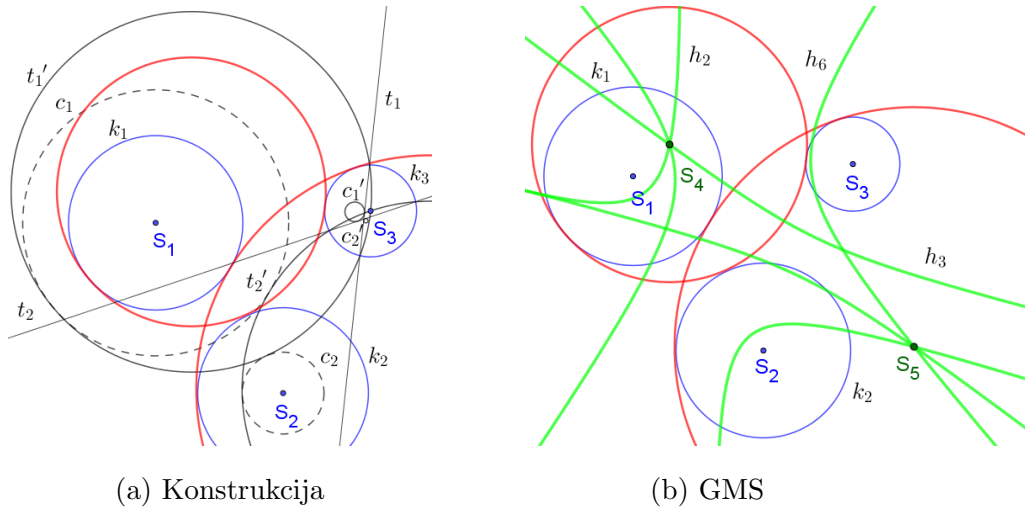 t₁′
c₁
k₁
t₁
c₁′
k₃
S₁
c₂′
S₃
t₂
t₂′
c₂
k₂
S₂
(a) Konstrukcija
k₁
h₂
h₆
S₄
S₁
S₃
h₃
S₂
S₅
k₂
(b) GMS